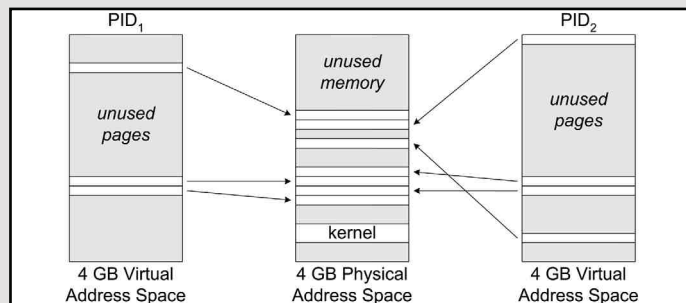 PID₁
PID₂
unused
pages
unused
memory
unused
pages
kernel
4 GB Virtual
Address Space
4 GB Physical
Address Space
4 GB Virtual
Address Space